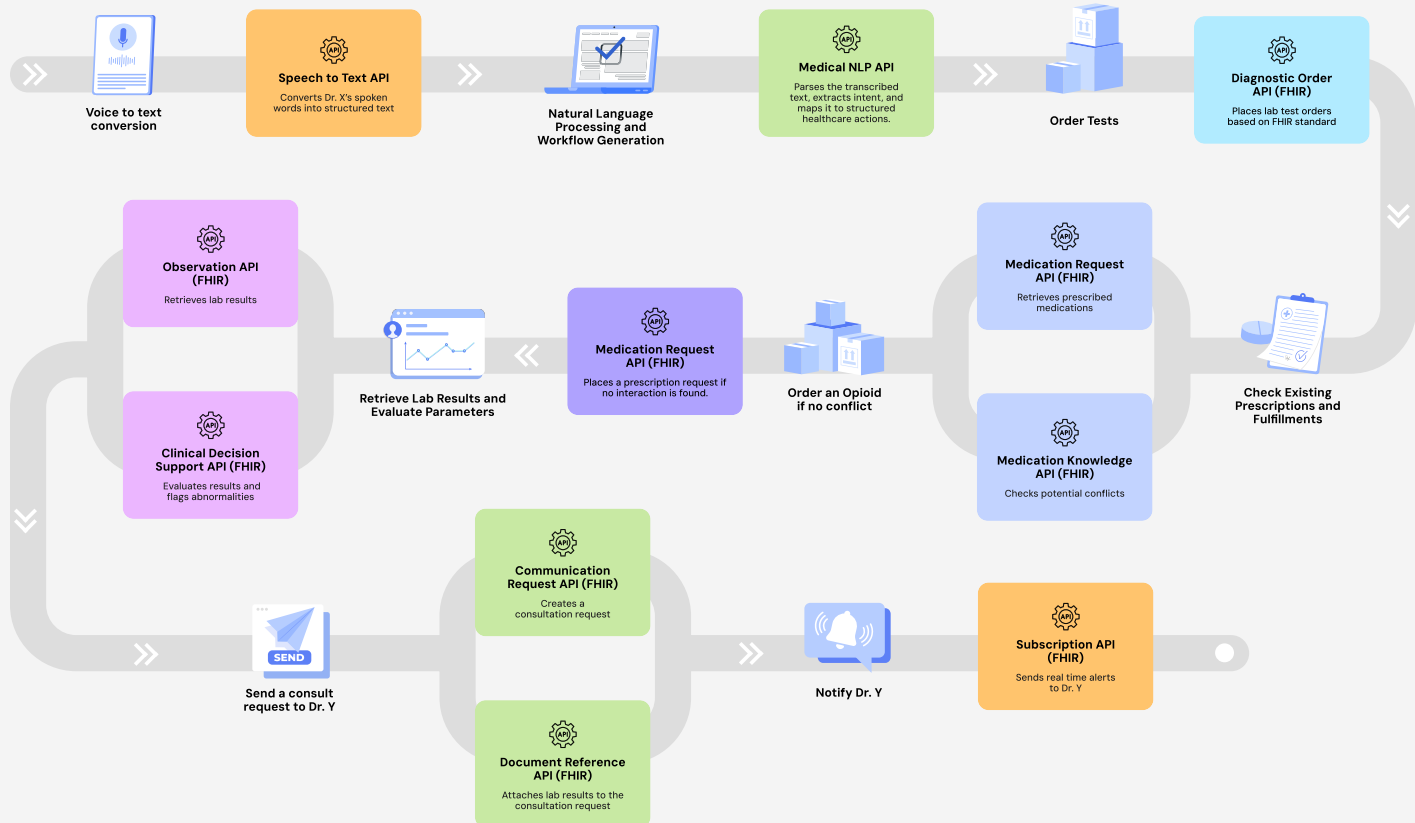 Voice to text
conversion
API
Speech to Text API
Converts Dr. X's spoken
words into structured text
Natural Language
Processing and
Workflow Generation
API
Medical NLP API
Parses the transcribed
text, extracts intent, and
maps it to structured
healthcare actions.
Order Tests
API
Diagnostic Order
API (FHIR)
Places lab test orders
based on FHIR standard
Check Existing
Prescriptions and
Fulfillments
API
Medication Request
API (FHIR)
Retrieves prescribed
medications
API
Medication Knowledge
API (FHIR)
Checks potential conflicts
Order an Opioid
if no conflict
API
Medication Request
API (FHIR)
Places a prescription request if
no interaction is found.
Retrieve Lab Results and
Evaluate Parameters
API
Observation API
(FHIR)
Retrieves lab results
API
Clinical Decision
Support API (FHIR)
Evaluates results and
flags abnormalities
SEND
Send a consult
request to Dr. Y
API
Communication
Request API (FHIR)
Creates a
consultation request
API
Document Reference
API (FHIR)
Attaches lab results to the
consultation request
Notify Dr. Y
API
Subscription API
(FHIR)
Sends real time alerts
to Dr. Y